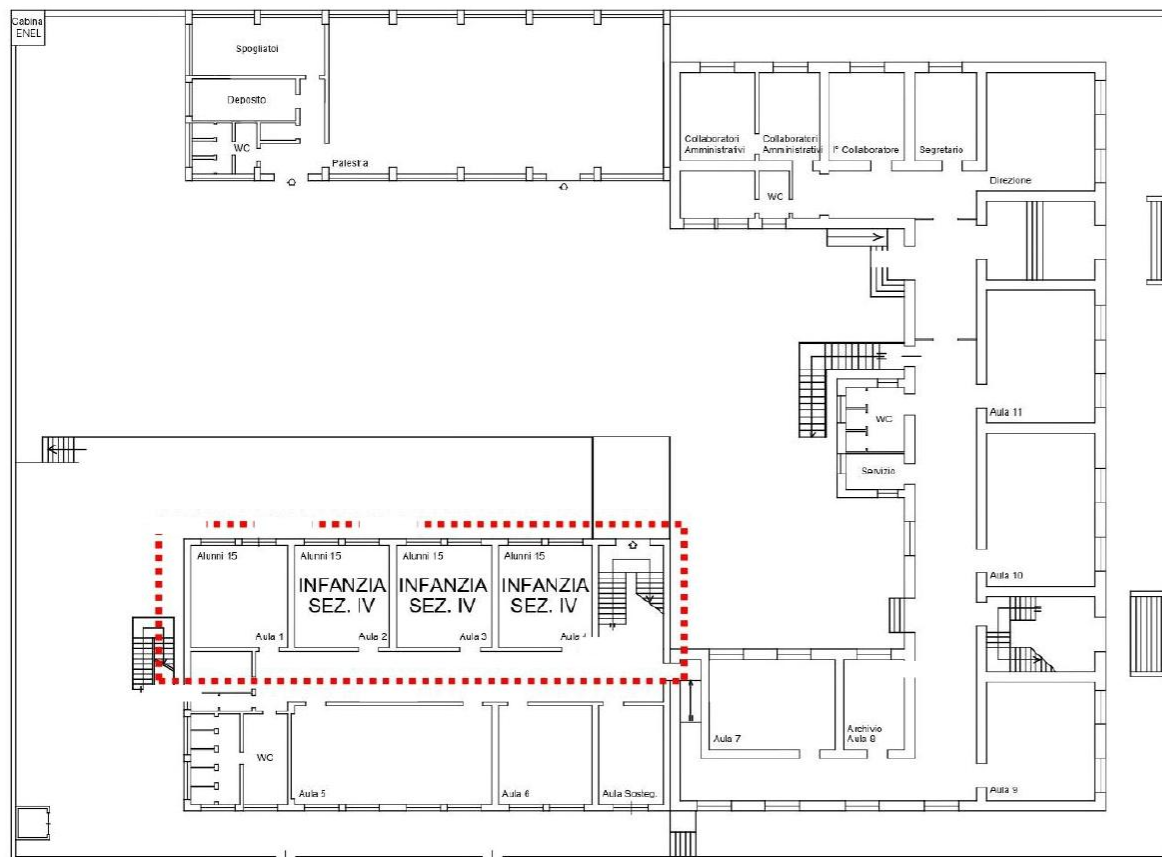 Cabina
ENEL
Spogliatoi
Deposito
WC
Palestra
Collaboratori
Amministrativi
Collaboratori
Amministrativi
I° Collaboratore
Segretario
Direzione
WC
Aula 11
WC
Servizio
Aula 10
Alunni 15
Alunni 15
Alunni 15
Alunni 15
INFANZIA
SEZ. IV
INFANZIA
SEZ. IV
INFANZIA
SEZ. IV
Aula 1
Aula 2
Aula 3
Aula 4
WC
Aula 5
Aula 6
Aula Sosteg.
Aula 7
Archivio
Aula 8
Aula 9